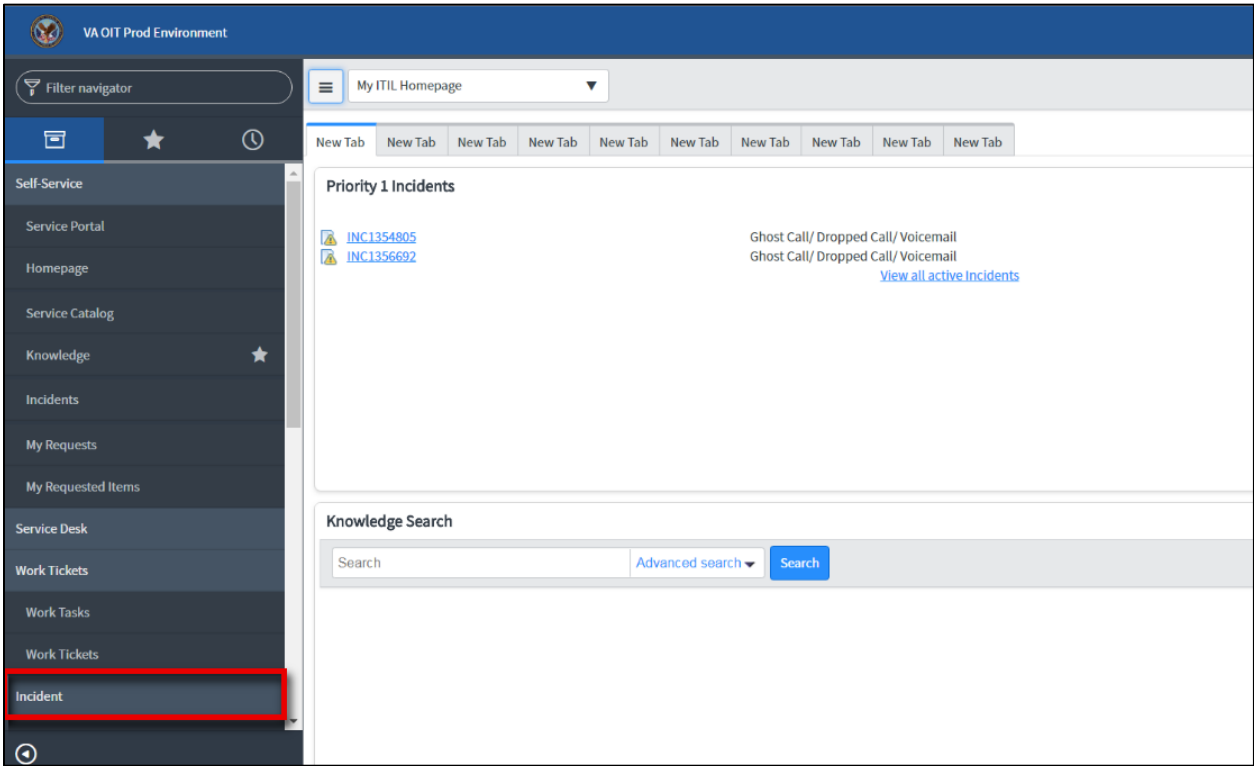 VA OIT Prod Environment
Filter navigator
My ITIL Homepage
New Tab New Tab New Tab New Tab New Tab New Tab New Tab New Tab New Tab New Tab
Self-Service
Service Portal
Homepage
Service Catalog
Knowledge
Incidents
My Requests
My Requested Items
Service Desk
Work Tickets
Work Tasks
Work Tickets
Incident
Priority 1 Incidents
INC1354805 Ghost Call/ Dropped Call/ Voicemail
INC1356692 Ghost Call/ Dropped Call/ Voicemail
View all active Incidents
Knowledge Search
Search Advanced search Search